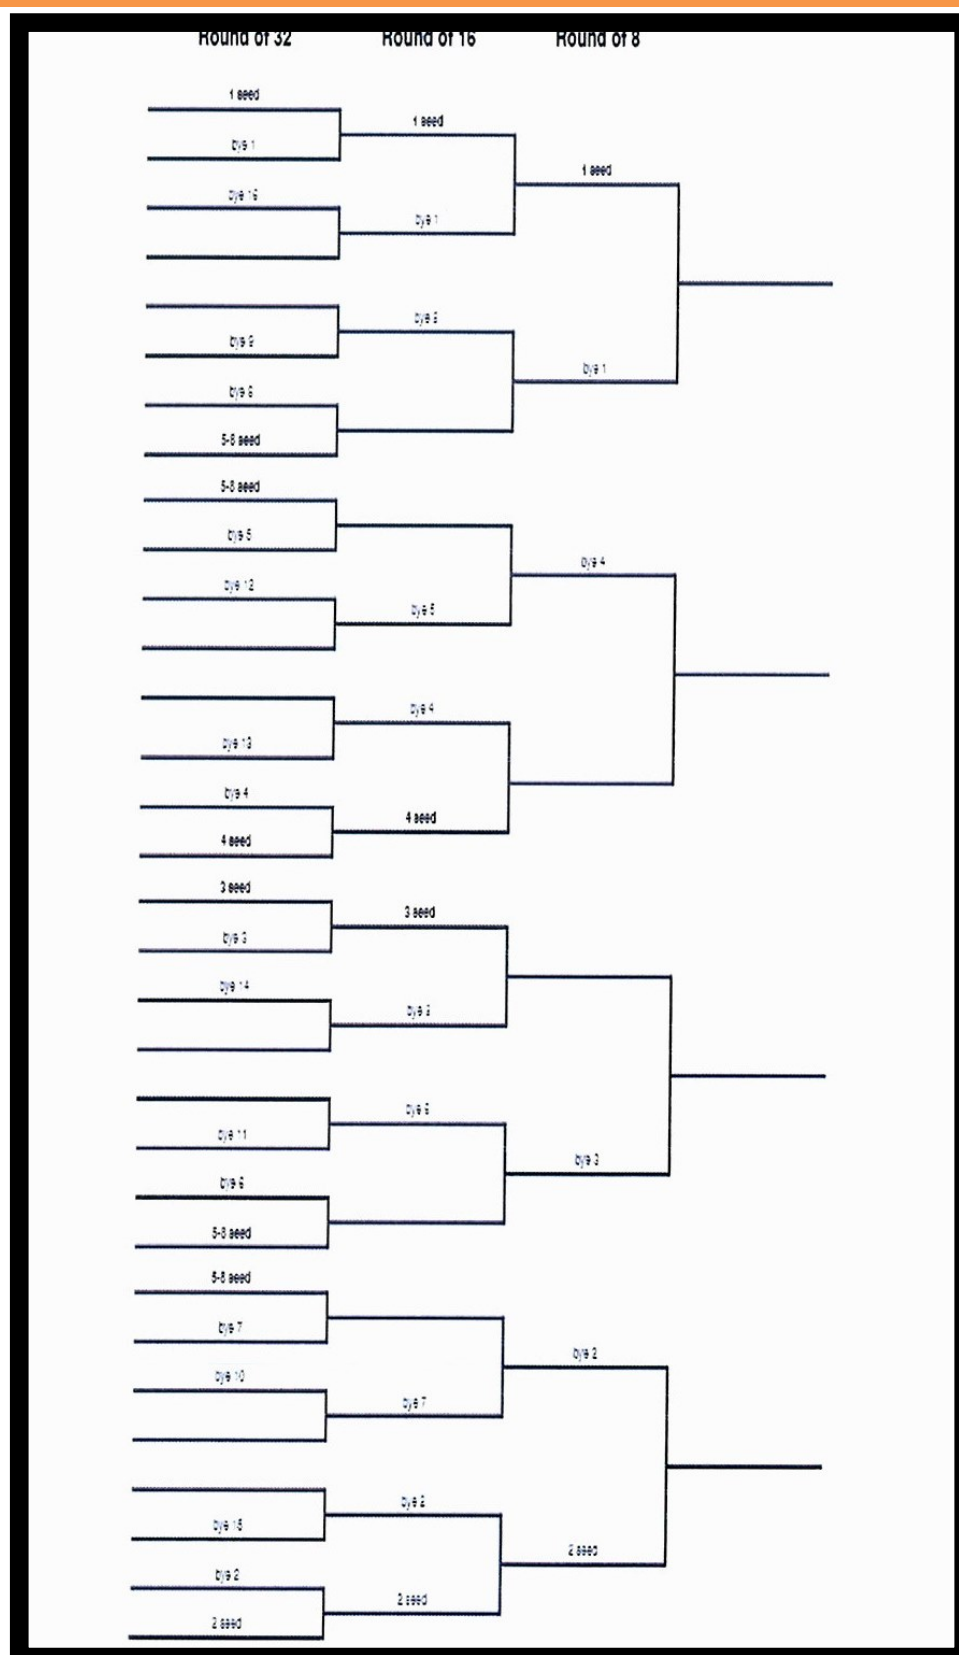 Round of 32 Round of 16 Round of 8
1 seed
1 seed
bye 1
1 seed
bye 16
bye 1
bye 9
bye 1
bye 8
5-8 seed
5-8 seed
bye 5
bye 4
bye 12
bye 5
bye 4
bye 13
bye 4
4 seed
4 seed
3 seed
3 seed
bye 3
bye 14
bye 3
bye 6
bye 11
bye 3
bye 6
5-8 seed
5-8 seed
bye 7
bye 2
bye 10
bye 7
bye 2
bye 15
2 seed
bye 2
2 seed
2 seed